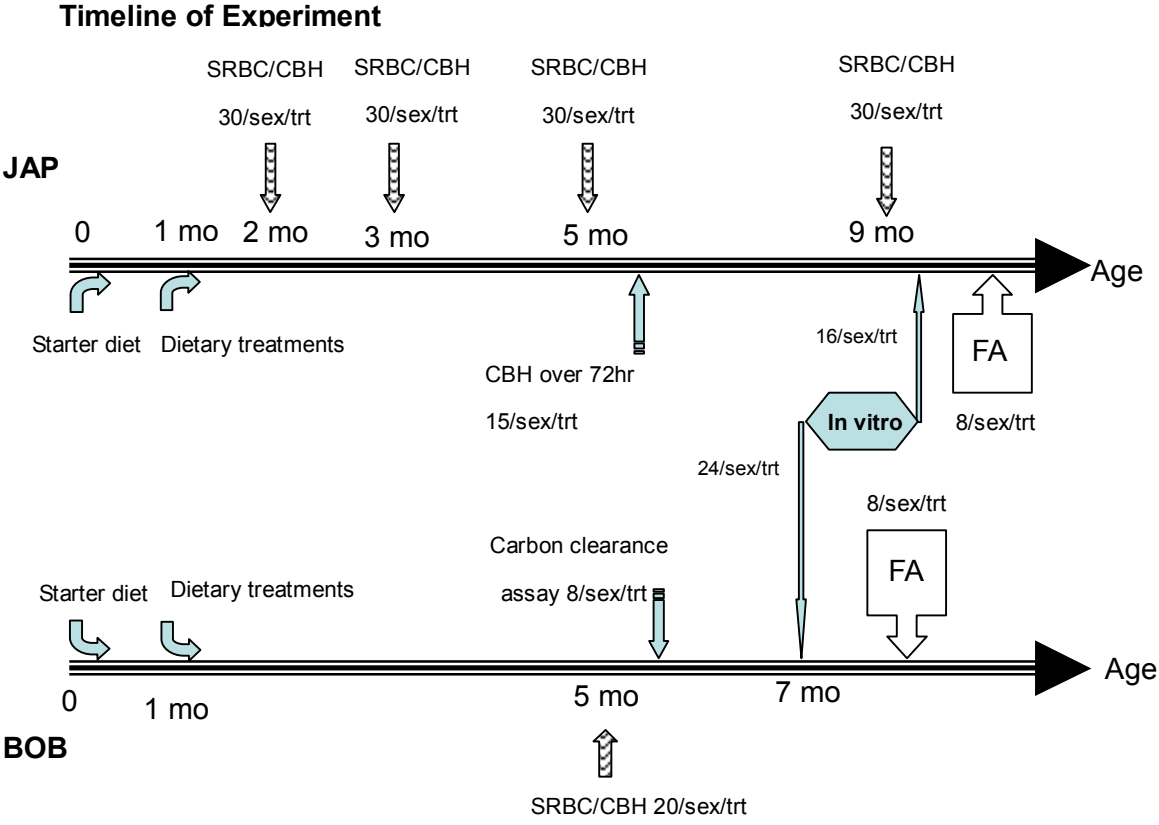 Timeline of Experiment
SRBC/CBH SRBC/CBH SRBC/CBH SRBC/CBH
30/sex/trt 30/sex/trt 30/sex/trt 30/sex/trt
JAP
0 1 mo 2 mo 3 mo 5 mo 9 mo
Age
Starter diet Dietary treatments
CBH over 72hr
15/sex/trt
16/sex/trt
FA
8/sex/trt
In vitro
24/sex/trt
8/sex/trt
FA
Carbon clearance
assay 8/sex/trt
Starter diet Dietary treatments
Age
0 1 mo 5 mo 7 mo
BOB
SRBC/CBH 20/sex/trt